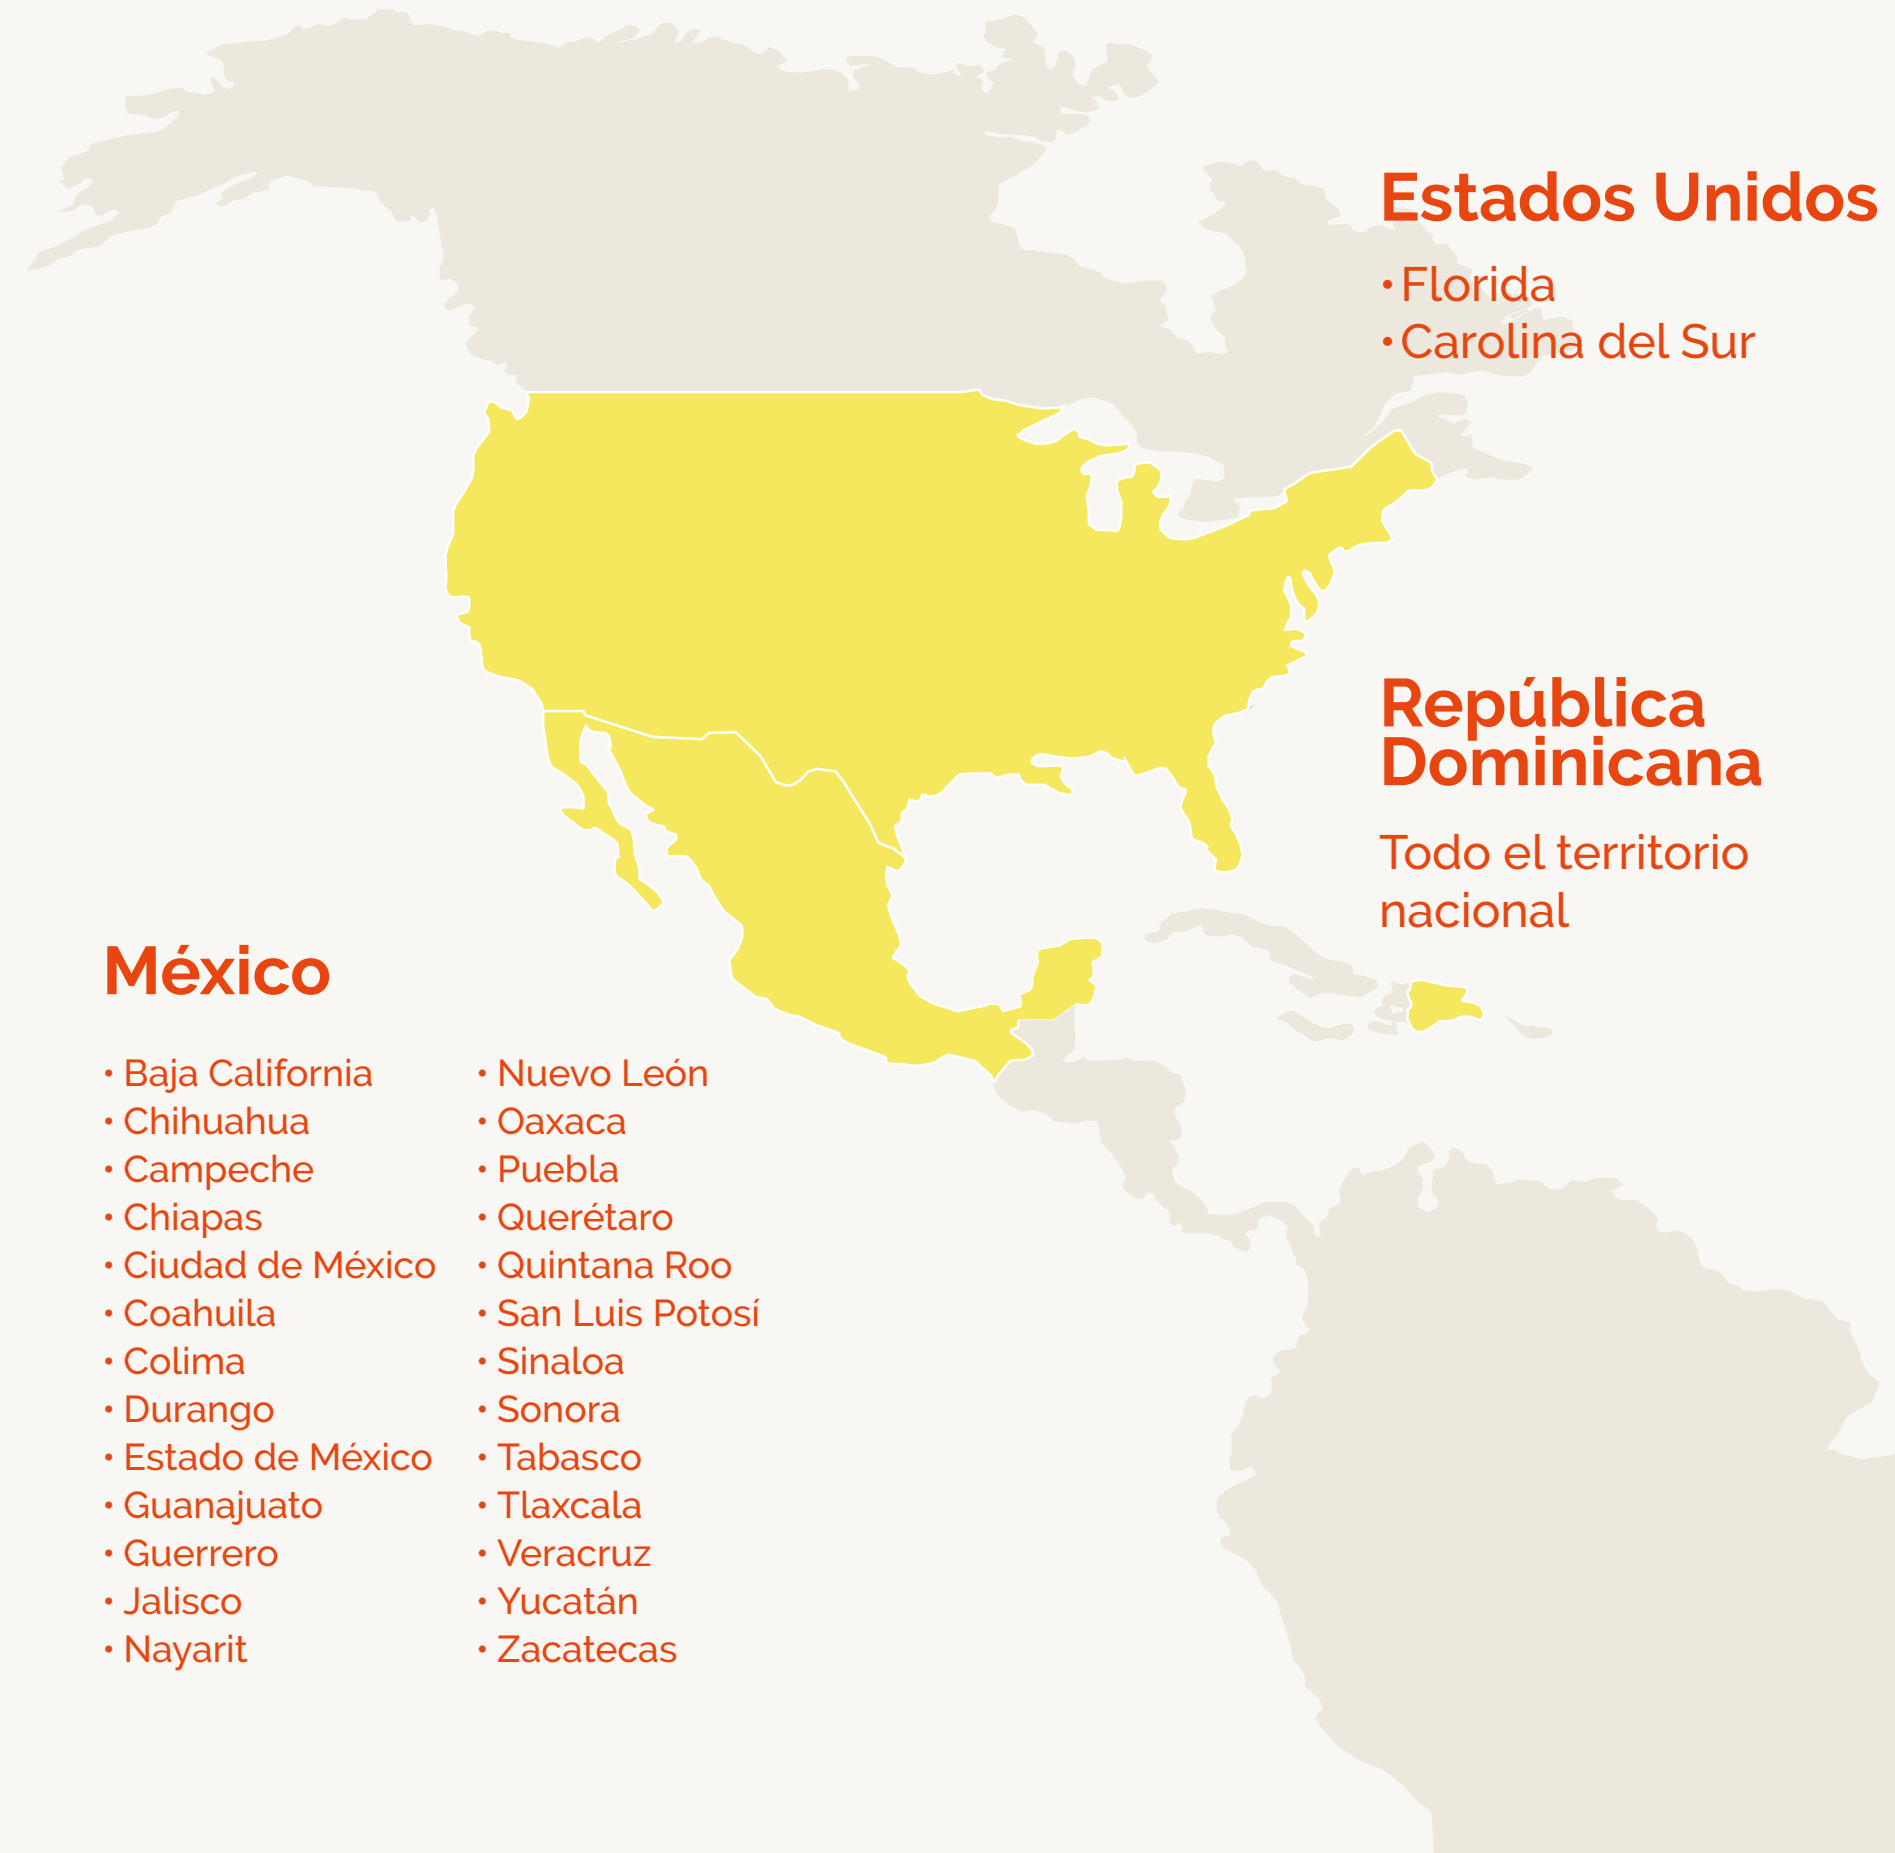 Estados Unidos
• Florida
• Carolina del Sur
República
Dominicana
Todo el territorio
nacional
México
• Baja California
• Chihuahua
• Campeche
• Chiapas
• Ciudad de México
• Coahuila
• Colima
• Durango
• Estado de México
• Guanajuato
• Guerrero
• Jalisco
• Nayarit
• Nuevo León
• Oaxaca
• Puebla
• Querétaro
• Quintana Roo
• San Luis Potosí
• Sinaloa
• Sonora
• Tabasco
• Tlaxcala
• Veracruz
• Yucatán
• Zacatecas